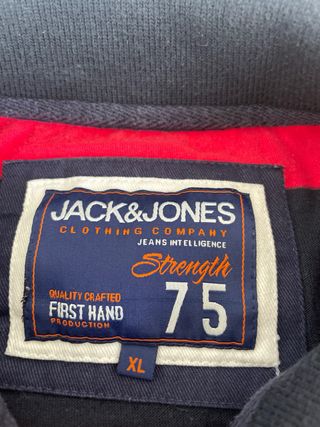 JACK&JONES
CLOTHING COMPANY
JEANS INTELLIGENCE
Strength
QUALITY CRAFTED
FIRST HAND
PRODUCTION
75
XL